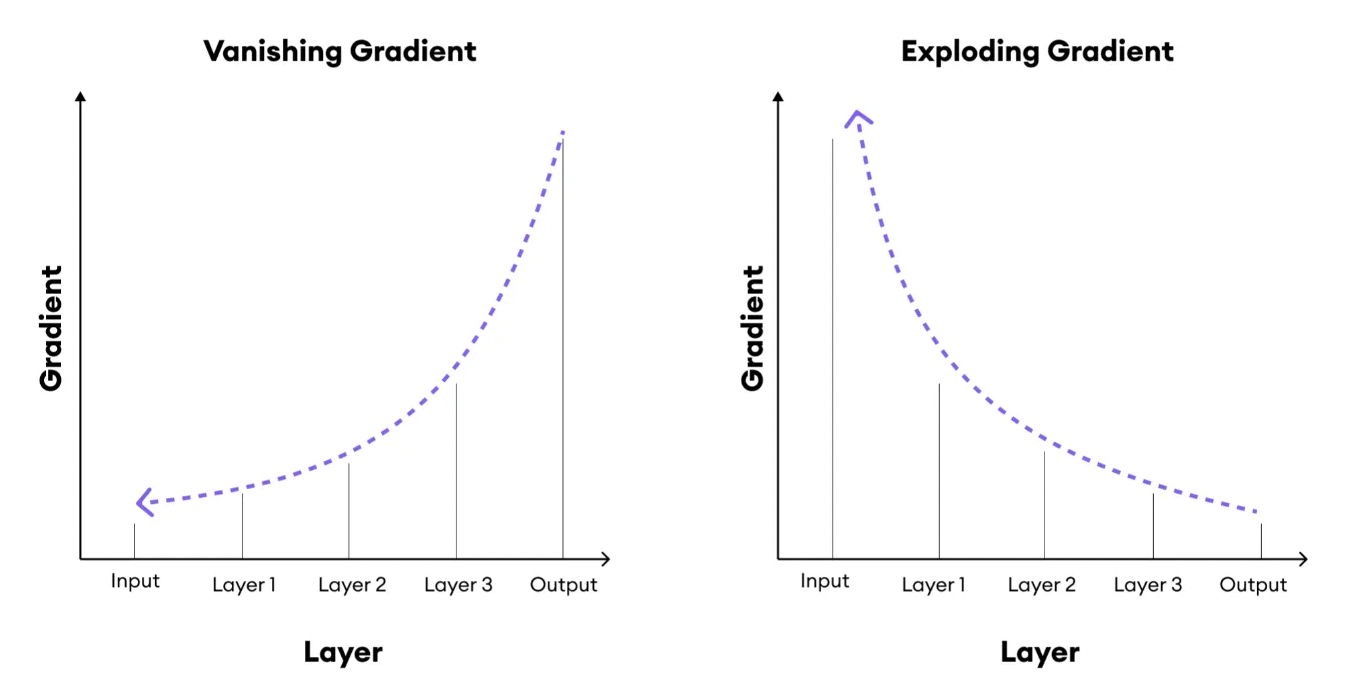 Vanishing Gradient
Gradient
Input
Layer 1
Layer 2
Layer 3
Output
Layer
Exploding Gradient
Gradient
Input
Layer 1
Layer 2
Layer 3
Output
Layer